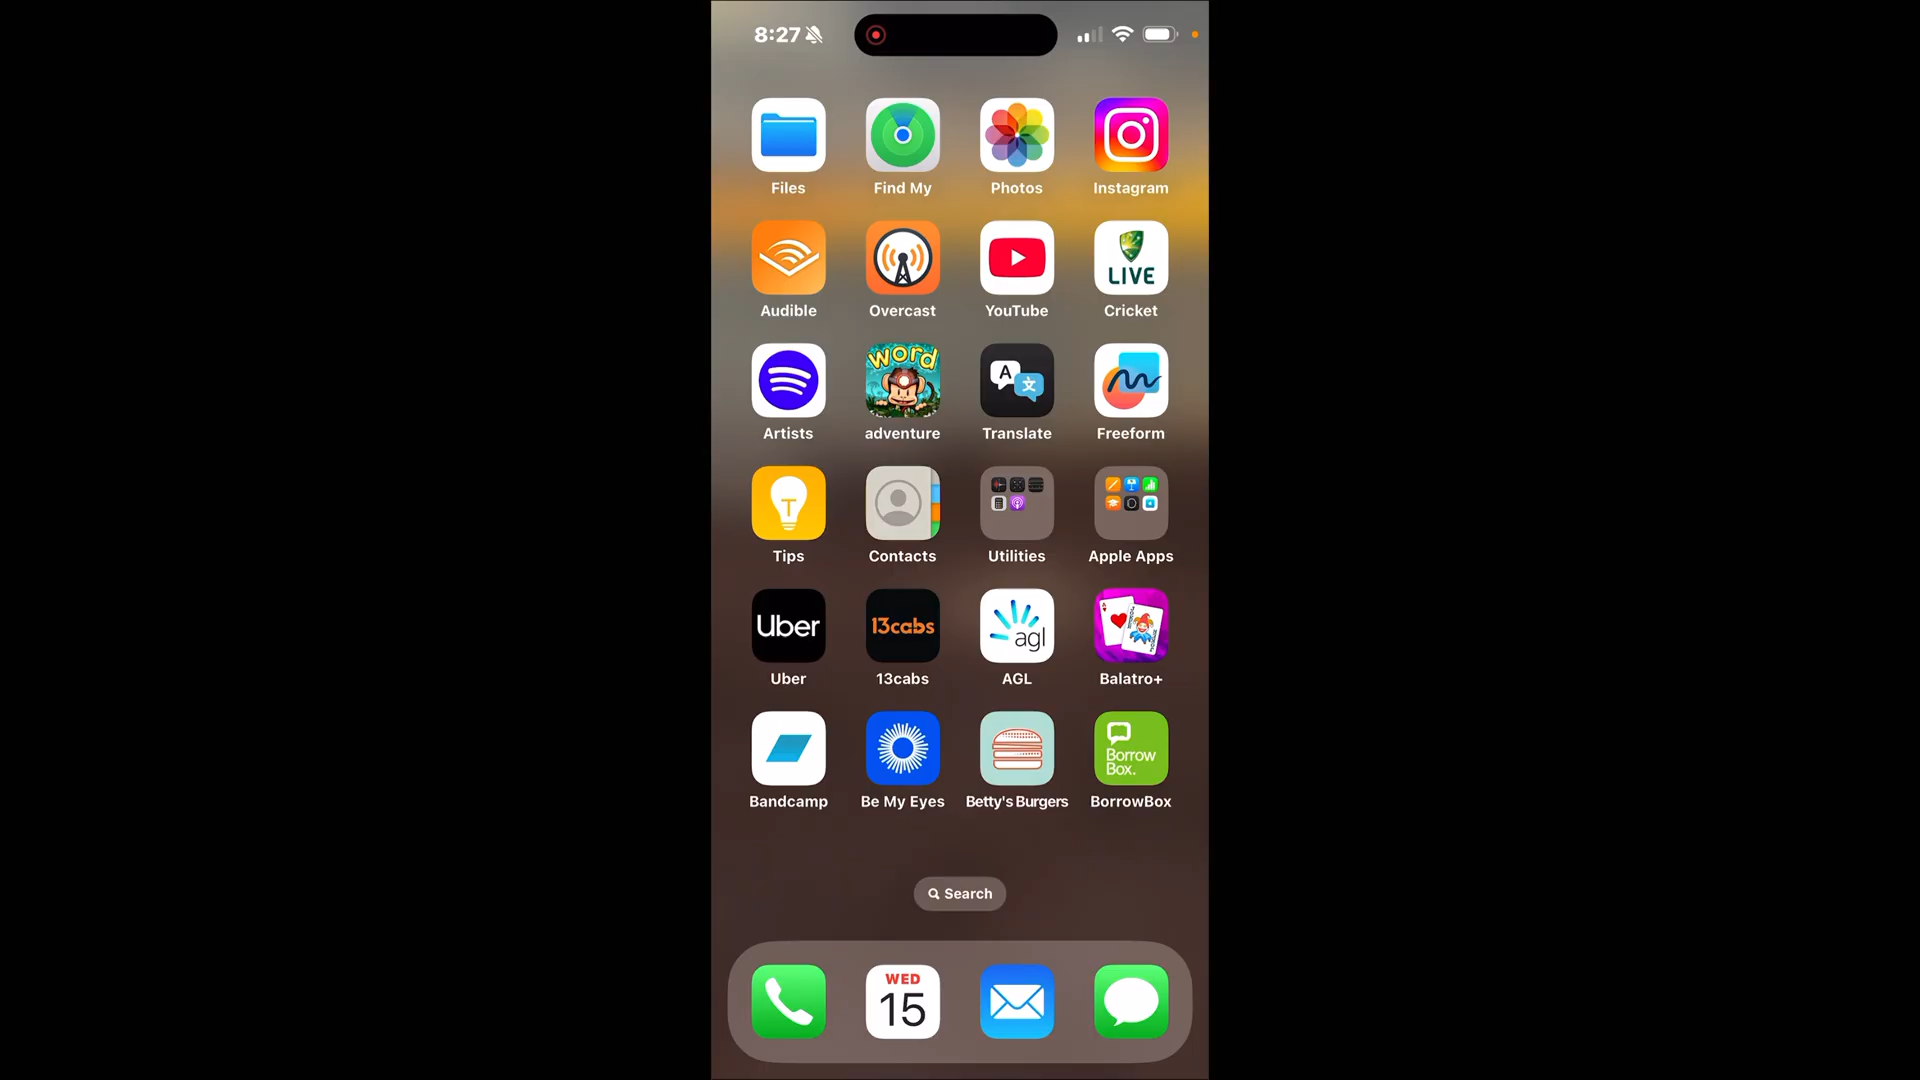 8:27
Files Find My Photos Instagram
LIVE
Audible Overcast YouTube Cricket
word
A 文
Artists adventure Translate Freeform
T
Tips Contacts Utilities Apple Apps
Uber 13cabs agl
Uber 13cabs AGL Balatro+
Borrow
Box.
Bandcamp Be My Eyes Betty's Burgers BorrowBox
Search
WED
15